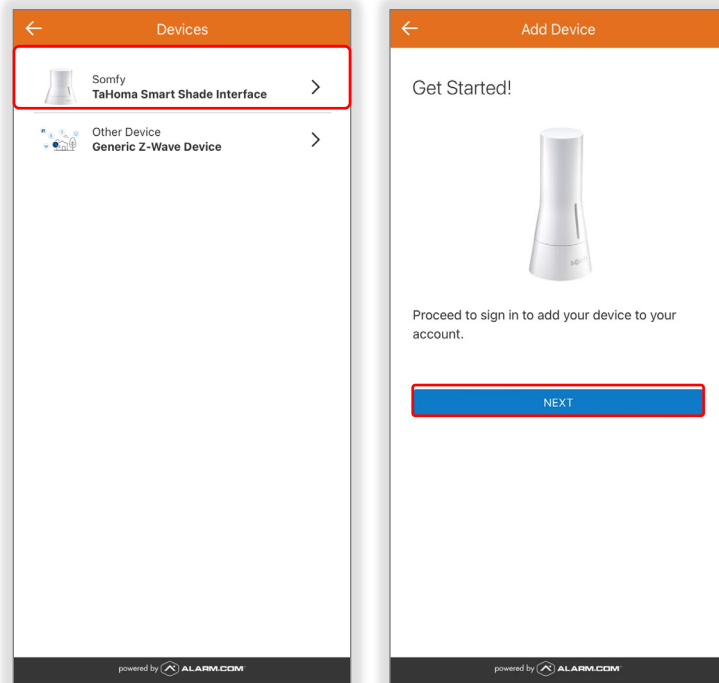 Devices
Somfy
TaHoma Smart Shade Interface
Other Device
Generic Z-Wave Device
powered by ALARM.COM
Add Device
Get Started!
Proceed to sign in to add your device to your
account.
NEXT
powered by ALARM.COM